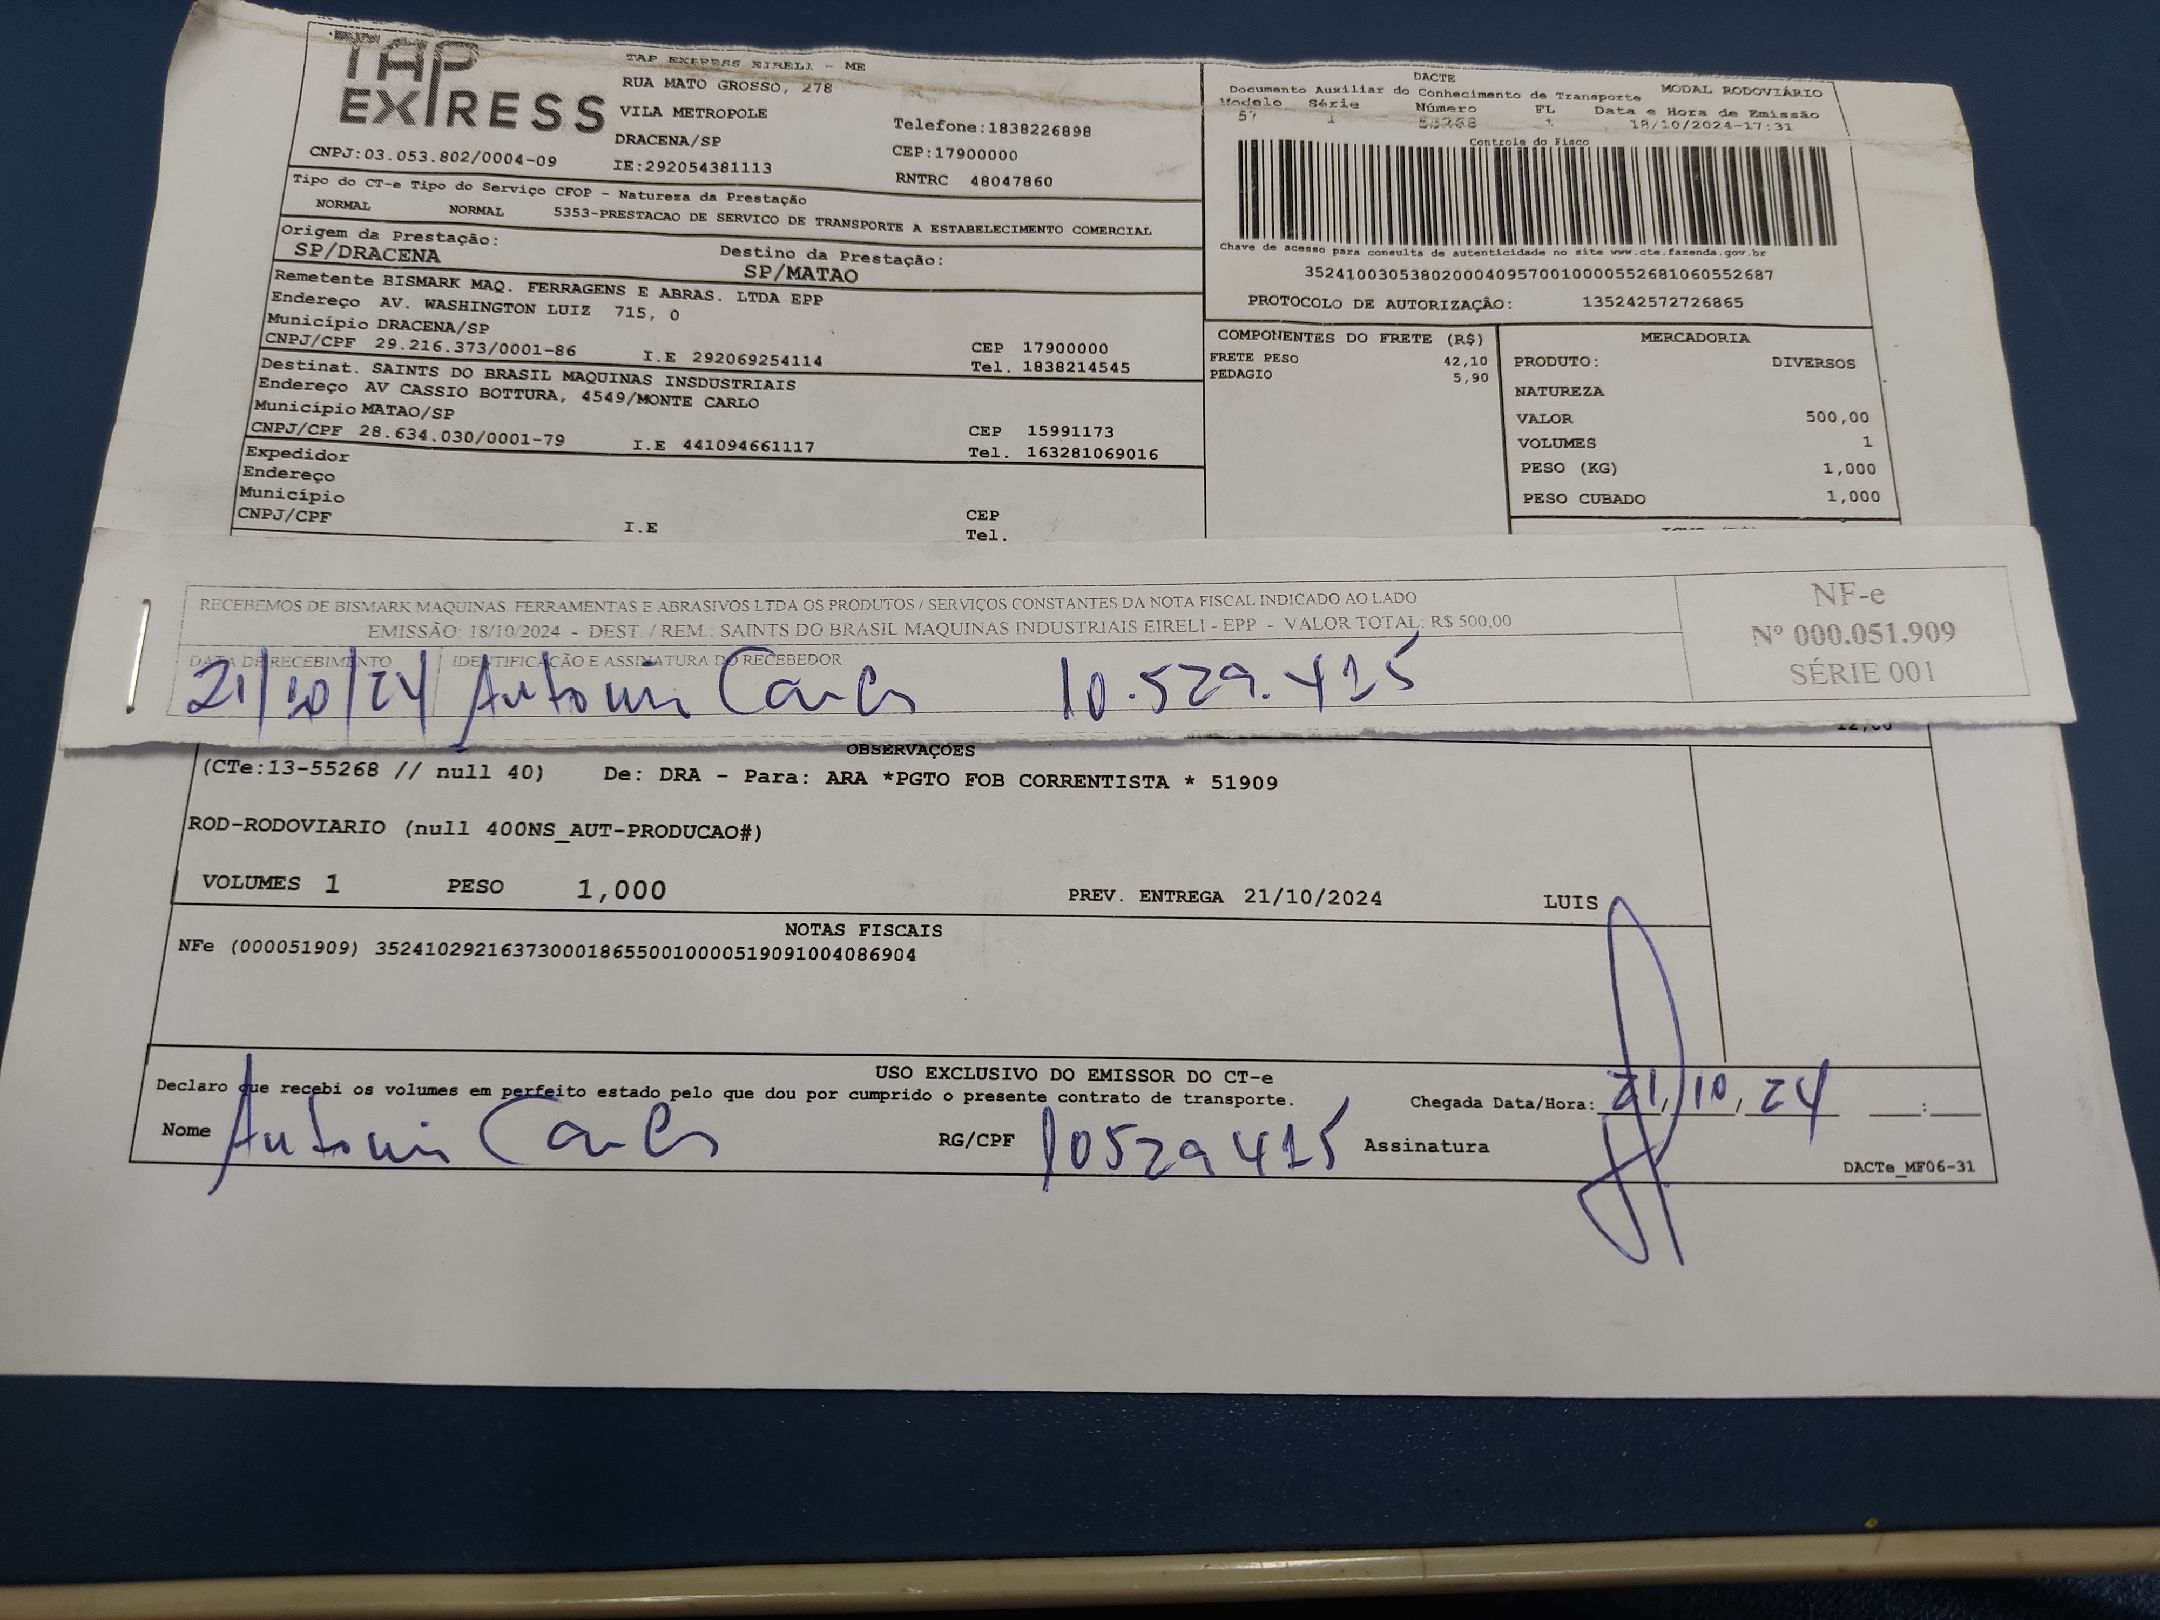 TAP EXPRESS
TAP EXPRESS EIRELI - ME
RUA MATO GROSSO, 278
VILA METROPOLE
DRACENA/SP
CNPJ:03.053.802/0004-09 IE:292054381113
Telefone:1838226898
CEP:17900000
RNTRC 48047860
DACTE
Documento Auxiliar do Conhecimento de Transporte MODAL RODOVIÁRIO
Modelo Série Número FL Data e Hora de Emissão
57 1 55268 1 18/10/2024-17:31
Controle do Fisco
Chave de acesso para consulta de autenticidade no site www.cte.fazenda.gov.br
35241003053802000409570010000552681060552687
PROTOCOLO DE AUTORIZAÇÃO: 135242572726865
Tipo do CT-e Tipo do Serviço CFOP - Natureza da Prestação
NORMAL NORMAL 5353-PRESTACAO DE SERVICO DE TRANSPORTE A ESTABELECIMENTO COMERCIAL
Origem da Prestação: Destino da Prestação:
SP/DRACENA SP/MATAO
Remetente BISMARK MAQ. FERRAGENS E ABRAS. LTDA EPP
Endereço AV. WASHINGTON LUIZ 715, 0
Município DRACENA/SP CEP 17900000
CNPJ/CPF 29.216.373/0001-86 I.E 292069254114 Tel. 1838214545
Destinat. SAINTS DO BRASIL MAQUINAS INSDUSTRIAIS
Endereço AV CASSIO BOTTURA, 4549/MONTE CARLO
Município MATAO/SP CEP 15991173
CNPJ/CPF 28.634.030/0001-79 I.E 441094661117 Tel. 163281069016
Expedidor
Endereço
Município CEP
CNPJ/CPF I.E Tel.
COMPONENTES DO FRETE (R$)
FRETE PESO 42,10
PEDAGIO 5,90
MERCADORIA
PRODUTO: DIVERSOS
NATUREZA
VALOR 500,00
VOLUMES 1
PESO (KG) 1,000
PESO CUBADO 1,000
RECEBEMOS DE BISMARK MAQUINAS FERRAMENTAS E ABRASIVOS LTDA OS PRODUTOS / SERVIÇOS CONSTANTES DA NOTA FISCAL INDICADO AO LADO
EMISSÃO: 18/10/2024 - DEST. / REM.: SAINTS DO BRASIL MAQUINAS INDUSTRIAIS EIRELI - EPP - VALOR TOTAL: R$ 500,00
DATA DE RECEBIMENTO IDENTIFICAÇÃO E ASSINATURA DO RECEBEDOR
21/10/24 Antonio Carlos 10.529.415
NF-e
Nº 000.051.909
SÉRIE 001
12,00
OBSERVAÇOES
(CTe:13-55268 // null 40) De: DRA - Para: ARA *PGTO FOB CORRENTISTA * 51909
ROD-RODOVIARIO (null 400NS_AUT-PRODUCAO#)
VOLUMES 1 PESO 1,000 PREV. ENTREGA 21/10/2024 LUIS
NOTAS FISCAIS
NFe (000051909) 35241029216373000186550010000519091004086904
USO EXCLUSIVO DO EMISSOR DO CT-e
Declaro que recebi os volumes em perfeito estado pelo que dou por cumprido o presente contrato de transporte. Chegada Data/Hora: 21/10/24 __:__
Nome Antonio Carlos RG/CPF 10529415 Assinatura
DACTe_MF06-31